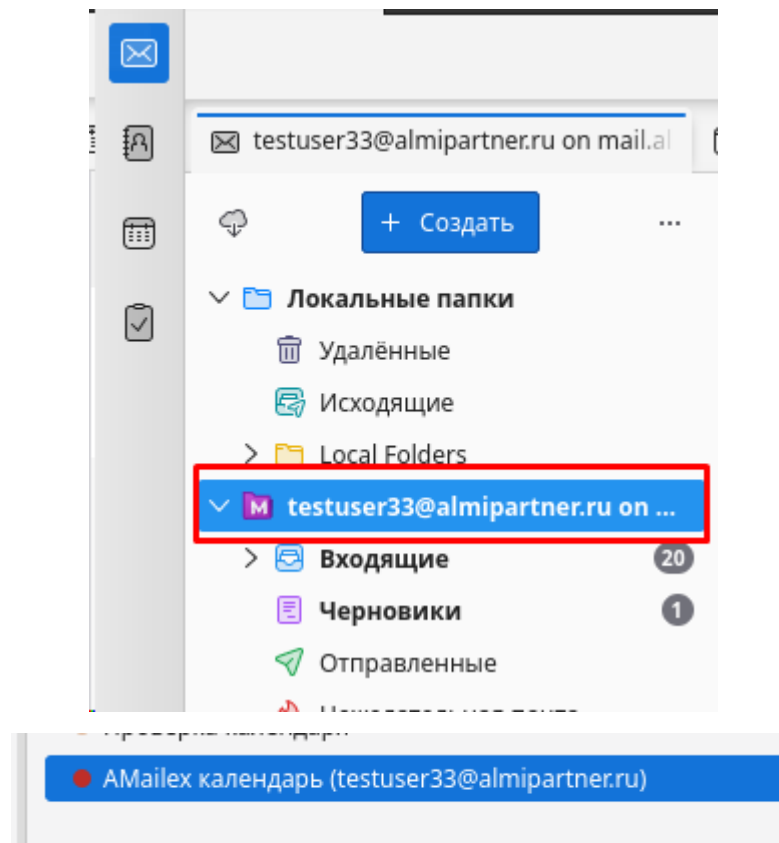 testuser33@almipartner.ru on mail.al
+ Создать
...
Локальные папки
Удалённые
Исходящие
Local Folders
M testuser33@almipartner.ru on ...
Входящие 20
Черновики 1
Отправленные
AMailex календарь (testuser33@almipartner.ru)